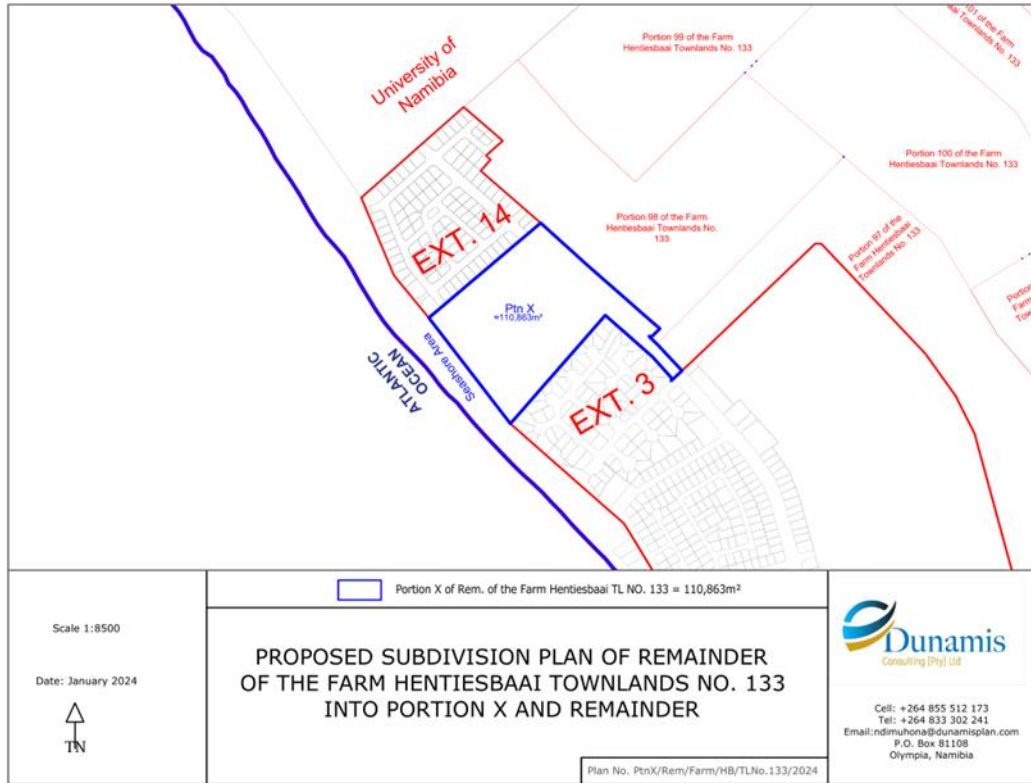 101 of the Farm
Hentiesbaai Townlands
No. 133
University of
Namibia
Portion 99 of the Farm
Hentiesbaai Townlands No. 133
Portion 100 of the Farm
Hentiesbaai Townlands No. 133
Portion 98 of the Farm
Hentiesbaai Townlands No.
133
Portion 97 of the
Farm Hentiesbaai
Townlands No. 133
Portion
Farm
EXT. 14
Ptn X
≈110,863m²
Seashore Area
ATLANTIC
OCEAN
EXT. 3
Portion X of Rem. of the Farm Hentiesbaai TL NO. 133 = 110,863m²
Scale 1:8500
Date: January 2024
TN
PROPOSED SUBDIVISION PLAN OF REMAINDER
OF THE FARM HENTIESBAAI TOWNLANDS NO. 133
INTO PORTION X AND REMAINDER
Plan No. PtnX/Rem/Farm/HB/TLNo.133/2024
Dunamis
Consulting (Pty) Ltd
Cell: +264 855 512 173
Tel: +264 833 302 241
Email:ndimuhona@dunamisplan.com
P.O. Box 81108
Olympia, Namibia